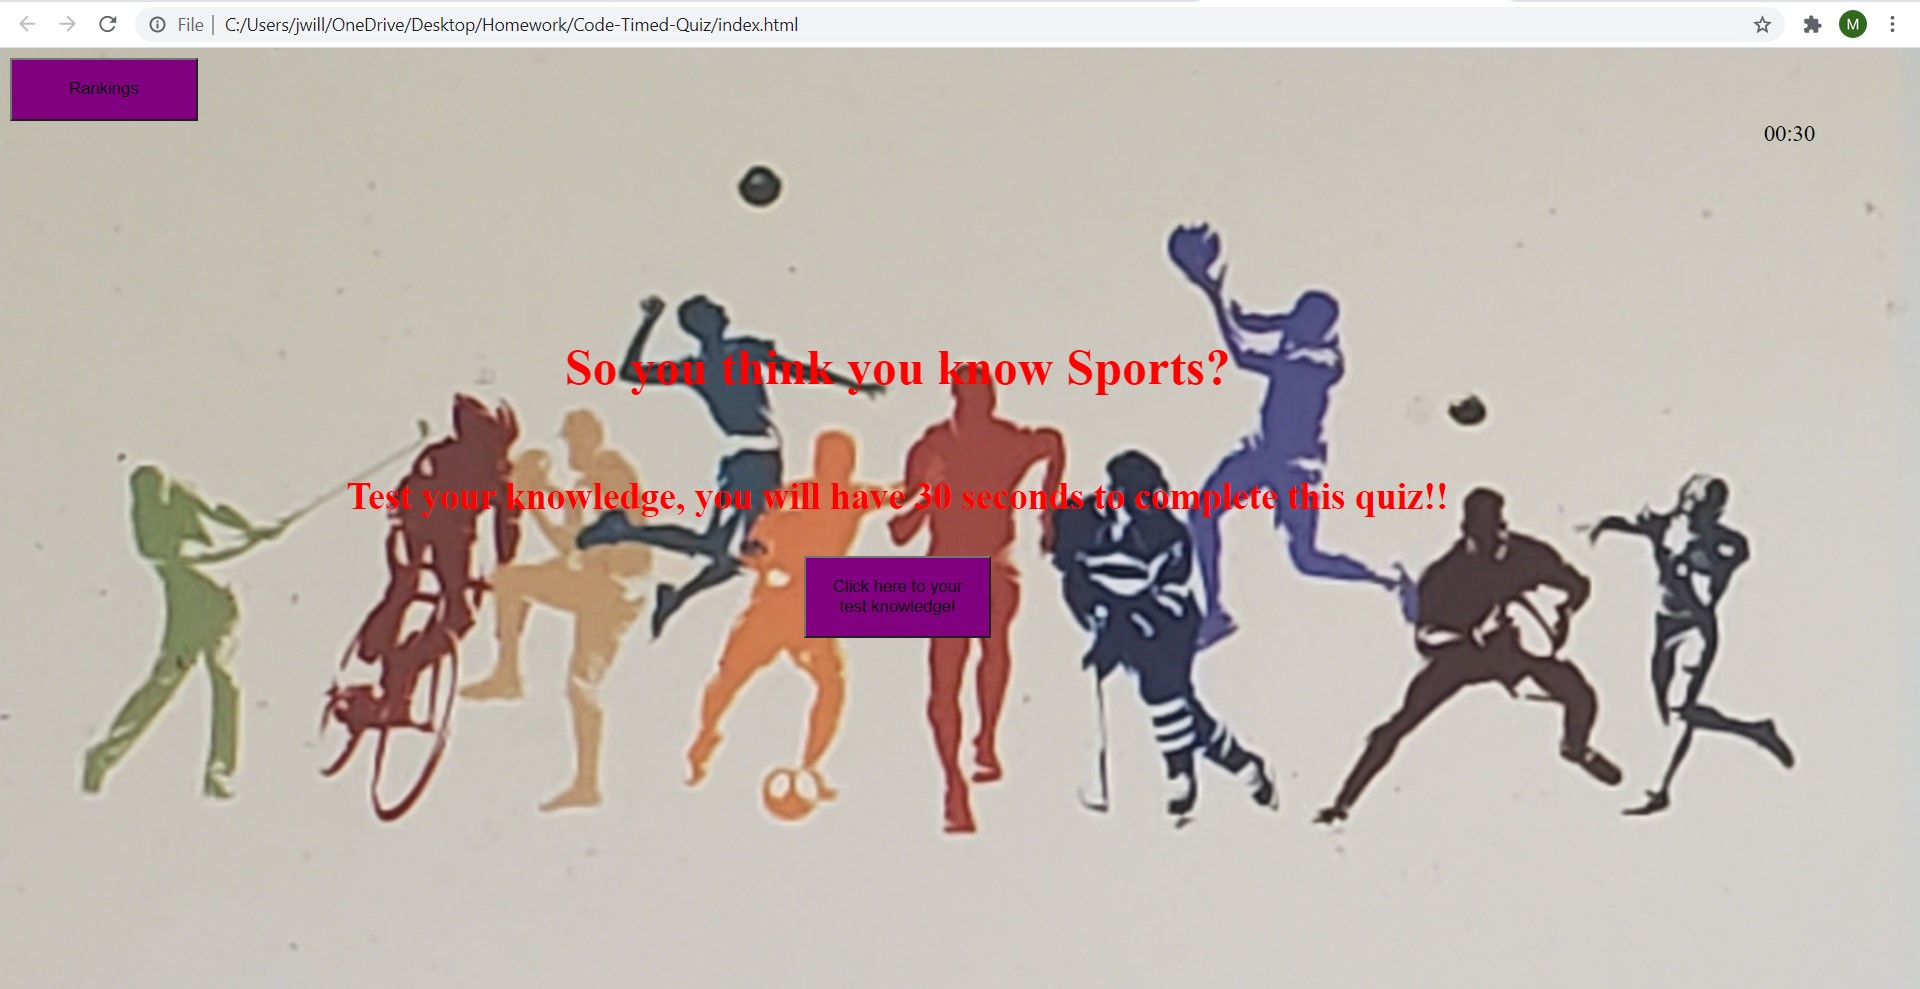 File | C:/Users/jwill/OneDrive/Desktop/Homework/Code-Timed-Quiz/index.html
M
Rankings
00:30
So you think you know Sports?
Test your knowledge, you will have 30 seconds to complete this quiz!!
Click here to your
test knowledge!